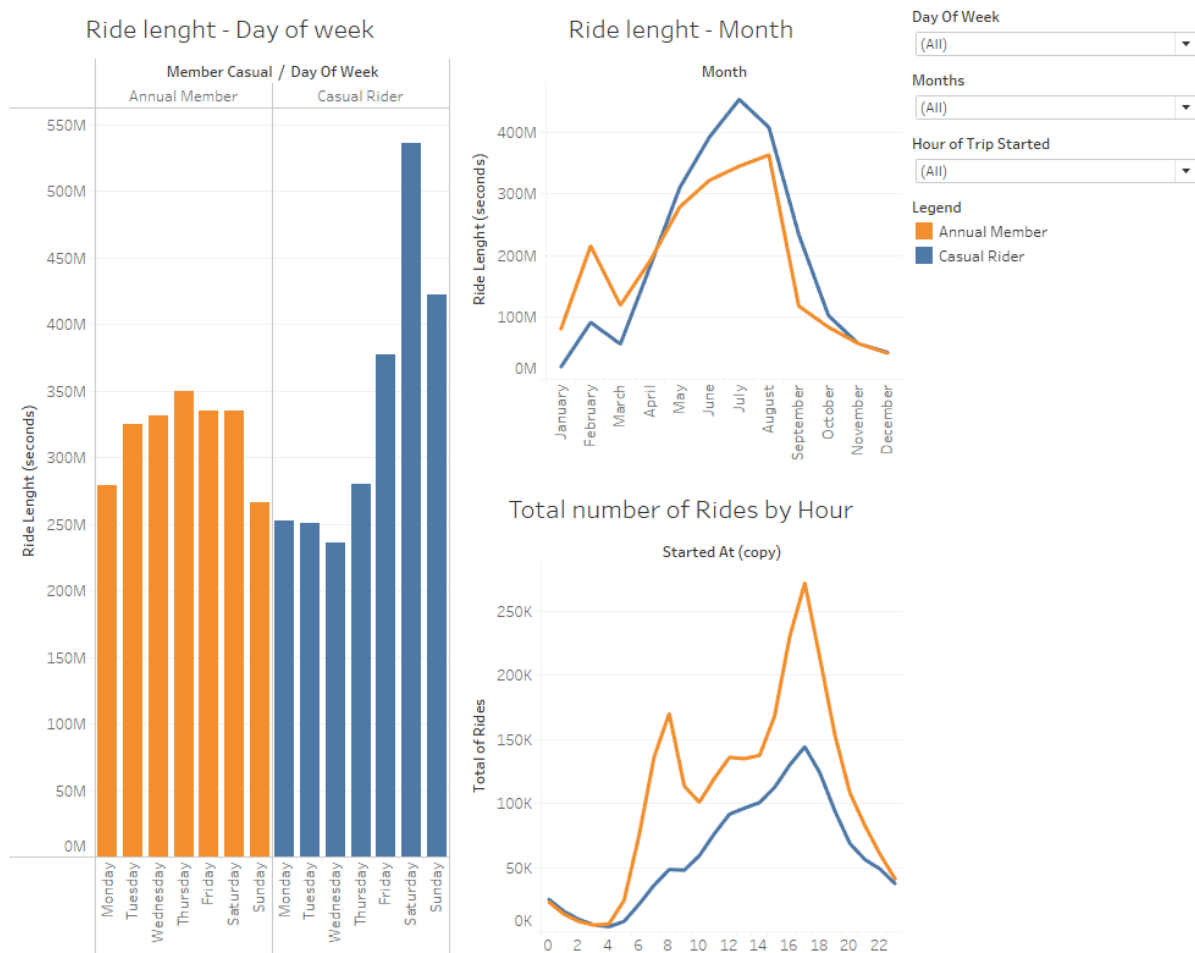 Ride lenght - Day of week
Member Casual / Day Of Week
Annual Member
Casual Rider
550M
500M
450M
400M
350M
300M
250M
200M
150M
100M
50M
0M
Ride Lenght (seconds)
Monday
Tuesday
Wednesday
Thursday
Friday
Saturday
Sunday
Monday
Tuesday
Wednesday
Thursday
Friday
Saturday
Sunday
Ride lenght - Month
Month
400M
300M
200M
100M
0M
Ride Lenght (seconds)
January
February
March
April
May
June
July
August
September
October
November
December
Total number of Rides by Hour
Started At (copy)
250K
200K
150K
100K
50K
0K
Total of Rides
0 2 4 6 8 10 12 14 16 18 20 22
Day Of Week
(All)
Months
(All)
Hour of Trip Started
(All)
Legend
Annual Member
Casual Rider